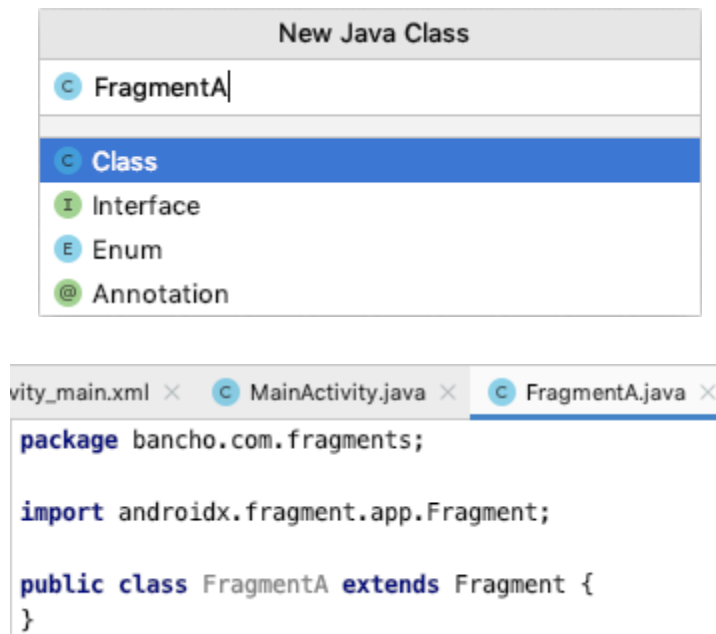 New Java Class
C FragmentA
C Class
I Interface
E Enum
@ Annotation
vity_main.xml × C MainActivity.java × C FragmentA.java ×
package bancho.com.fragments;
import androidx.fragment.app.Fragment;
public class FragmentA extends Fragment {
}